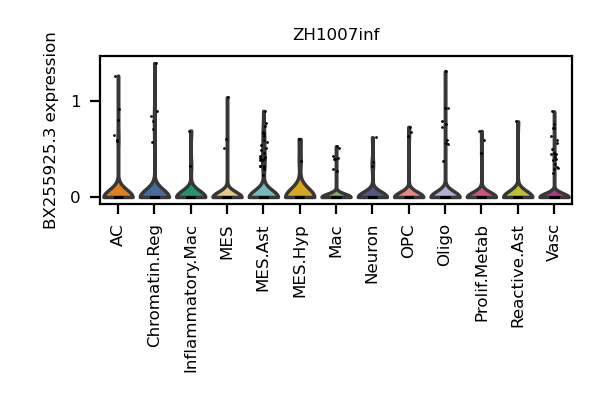 ZH1007inf
BX255925.3 expression
1
0
AC
Chromatin.Reg
Inflammatory.Mac
MES
MES.Ast
MES.Hyp
Mac
Neuron
OPC
Oligo
Prolif.Metab
Reactive.Ast
Vasc